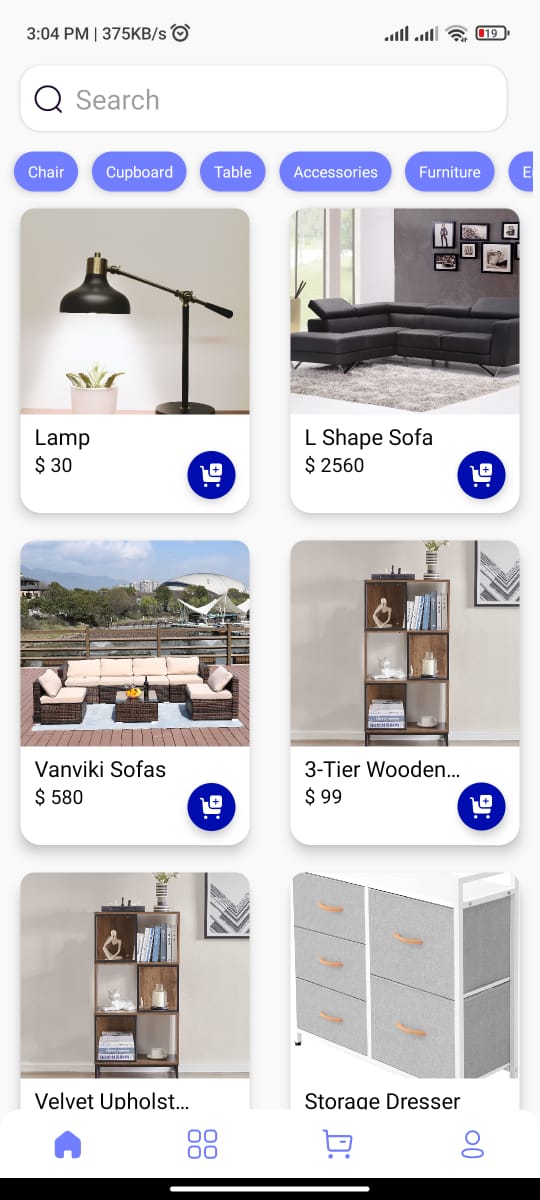 3:04 PM | 375KB/s
19
Search
Chair Cupboard Table Accessories Furniture
Lamp
$ 30
L Shape Sofa
$ 2560
Vanviki Sofas
$ 580
3-Tier Wooden...
$ 99
Velvet Upholst...
Storage Dresser